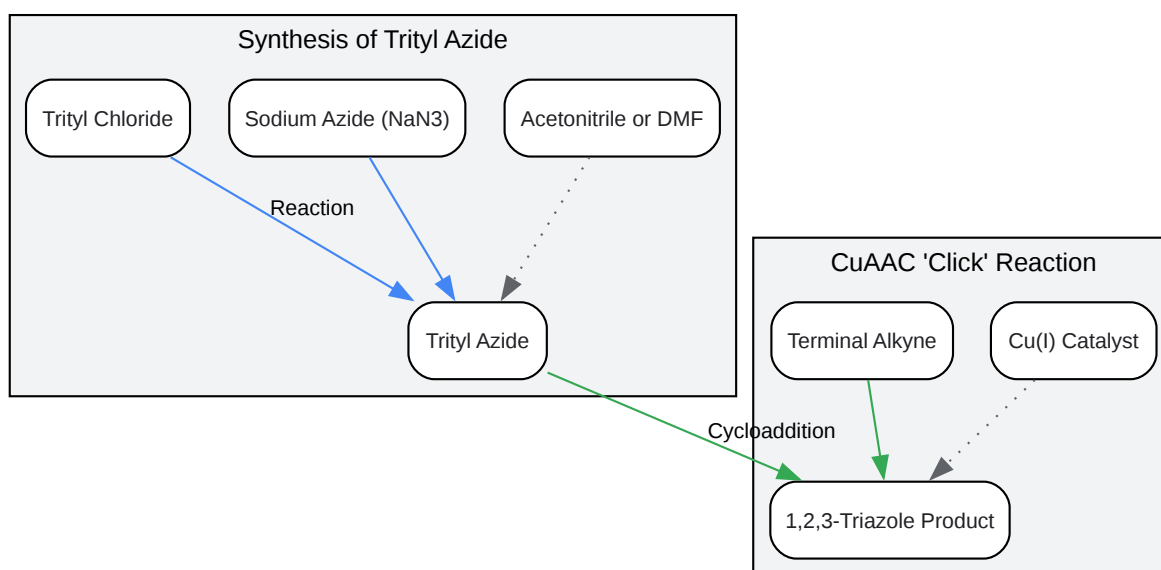 Synthesis of Trityl Azide
Trityl Chloride
Sodium Azide (NaN3)
Acetonitrile or DMF
Reaction
Trityl Azide
CuAAC 'Click' Reaction
Terminal Alkyne
Cu(I) Catalyst
Cycloaddition
1,2,3-Triazole Product